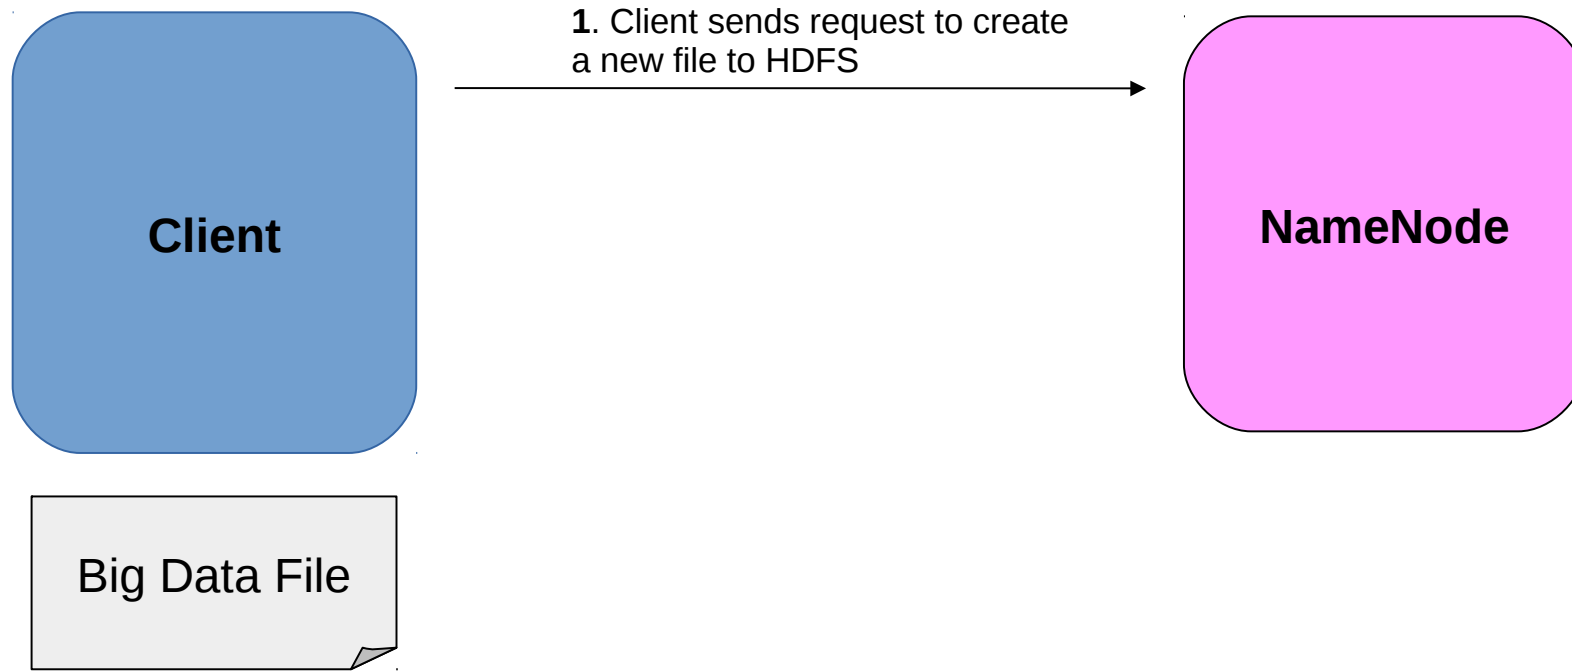 1. Client sends request to create
a new file to HDFS
Client
NameNode
Big Data File